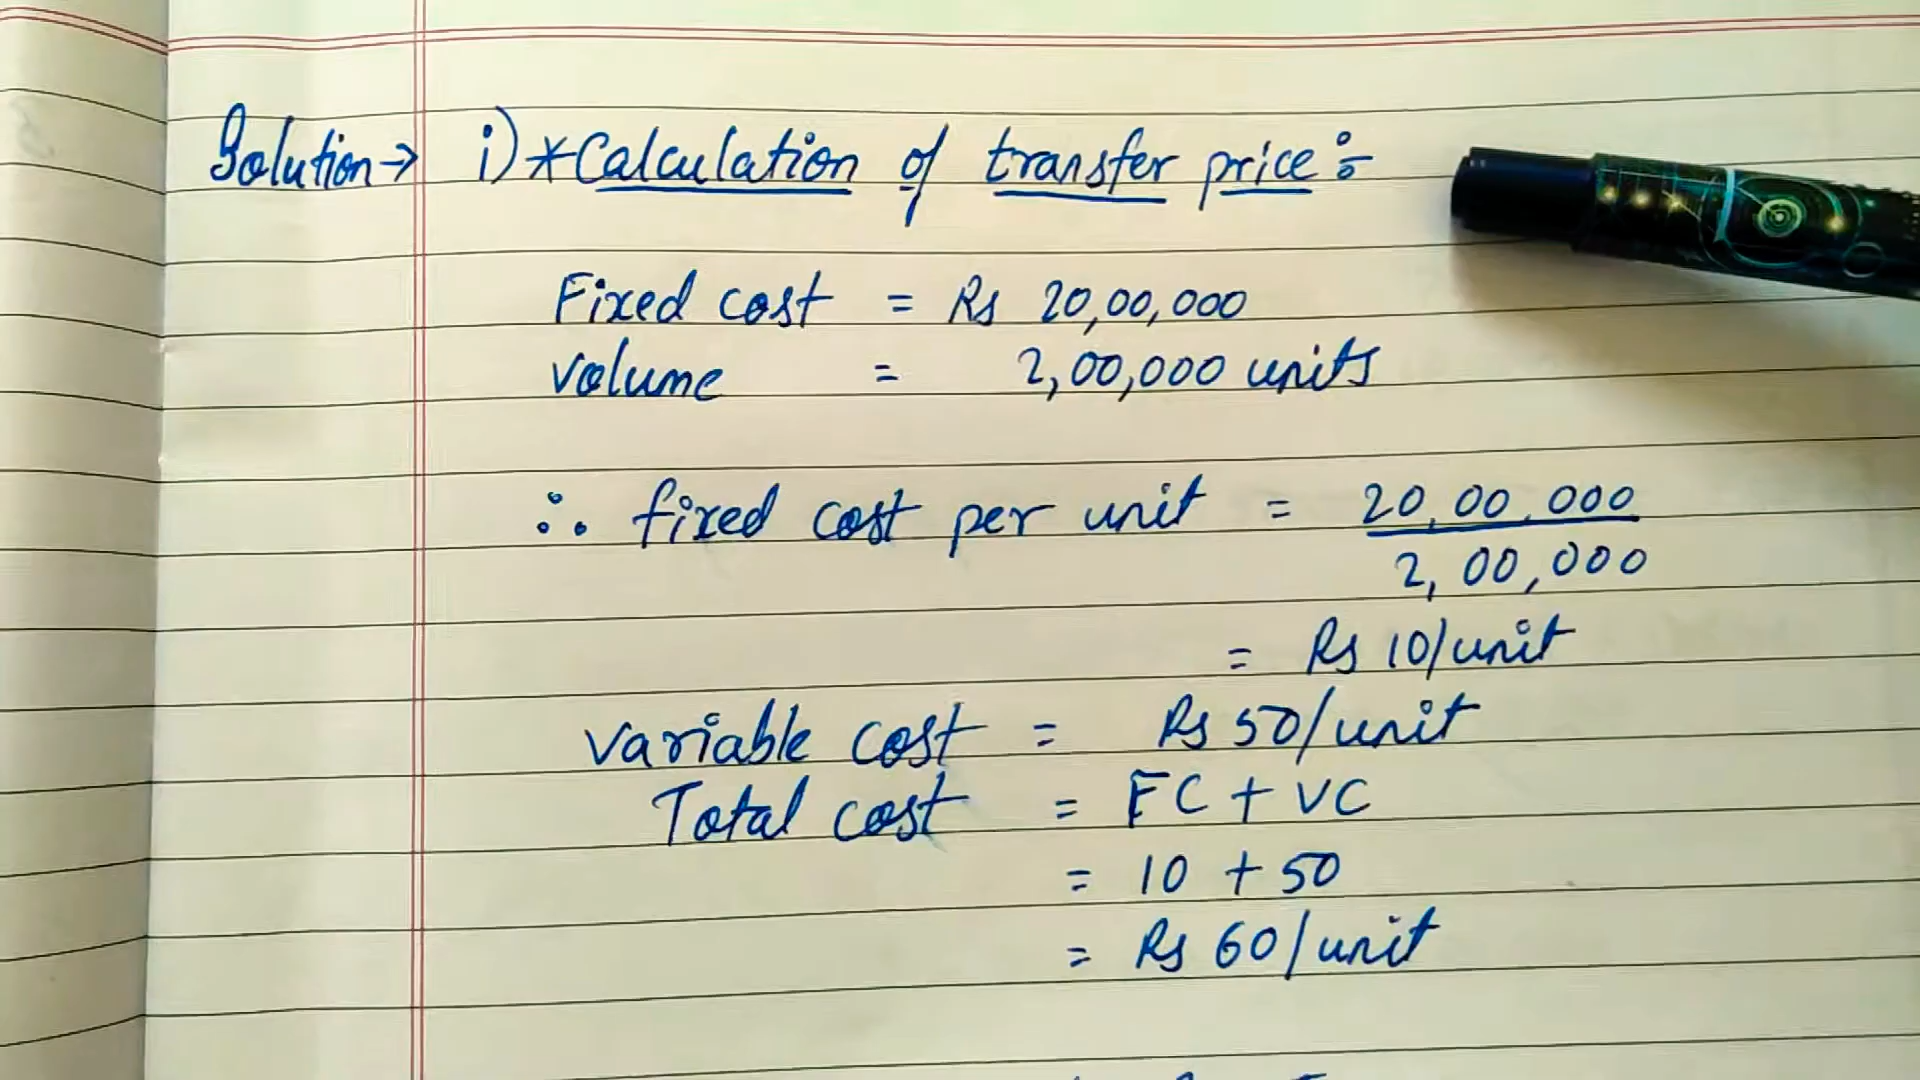 Solution→ i) *Calculation of transfer price:-
Fixed cost = Rs 20,00,000
Volume = 2,00,000 units
∴ fixed cost per unit = 20,00,000
2,00,000
= Rs 10/unit
variable cost = Rs 50/unit
Total cost = FC + VC
= 10 + 50
= Rs 60/unit